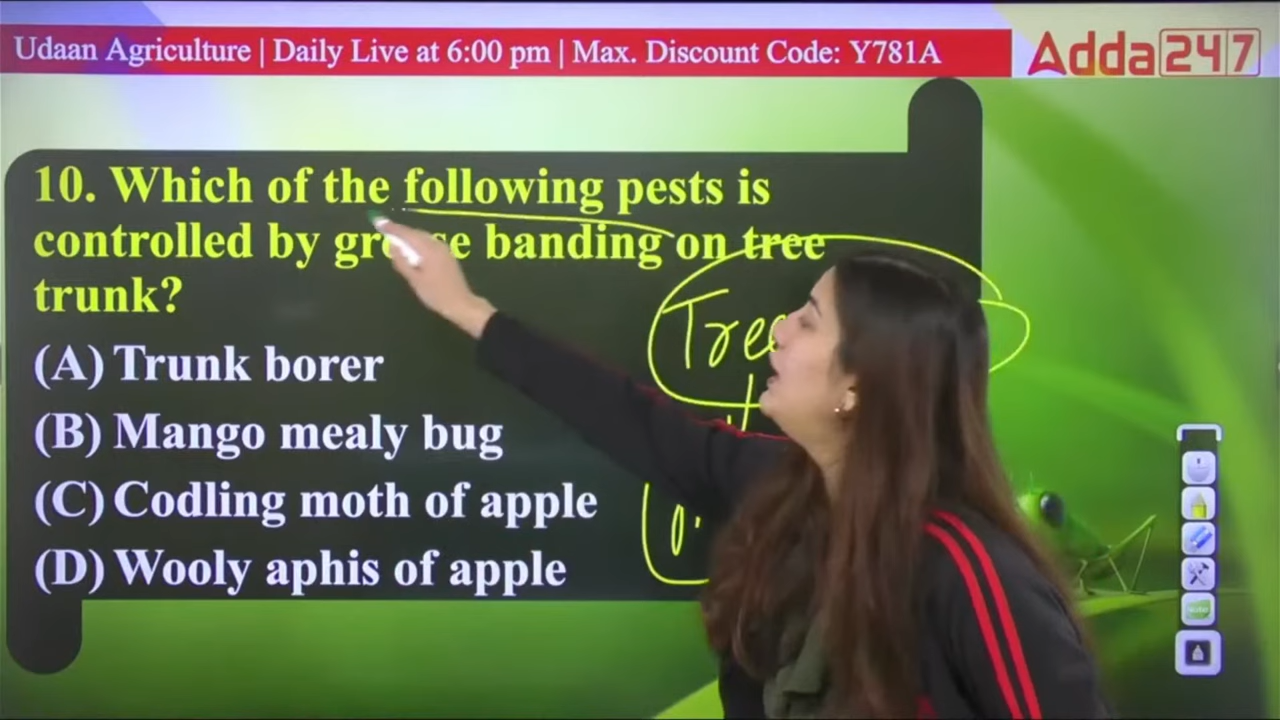 Udaan Agriculture | Daily Live at 6:00 pm | Max. Discount Code: Y781A
Adda247
10. Which of the following pests is
controlled by grease banding on tree
trunk?
Tree
(A) Trunk borer
(B) Mango mealy bug
(C) Codling moth of apple
(D) Wooly aphis of apple